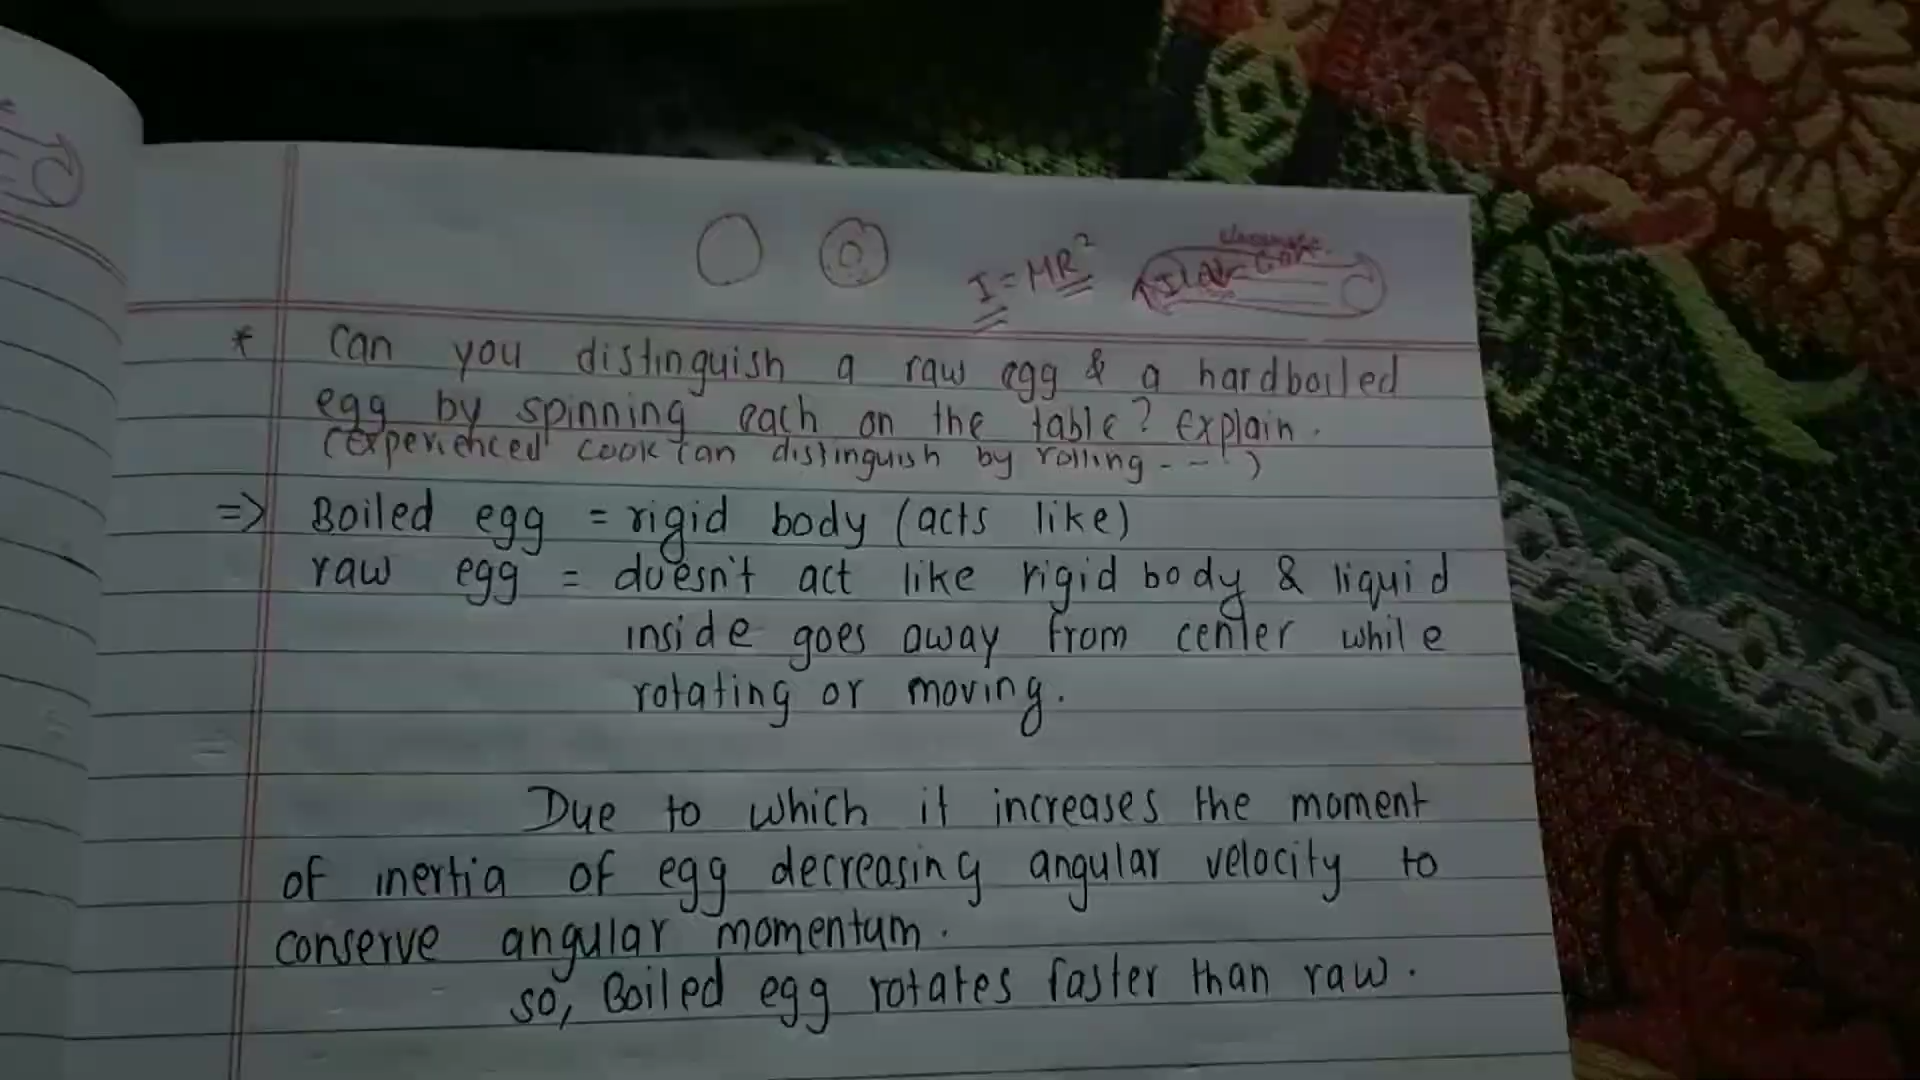 I = MR²
* Can you distinguish a raw egg & a hardboiled
egg by spinning each on the table? Explain.
(experienced cook can distinguish by rolling - - - )
=> Boiled egg = rigid body (acts like)
raw egg = doesn't act like rigid body & liquid
inside goes away from center while
rotating or moving.
Due to which it increases the moment
of inertia of egg decreasing angular velocity to
conserve angular momentum.
so, Boiled egg rotates faster than raw.